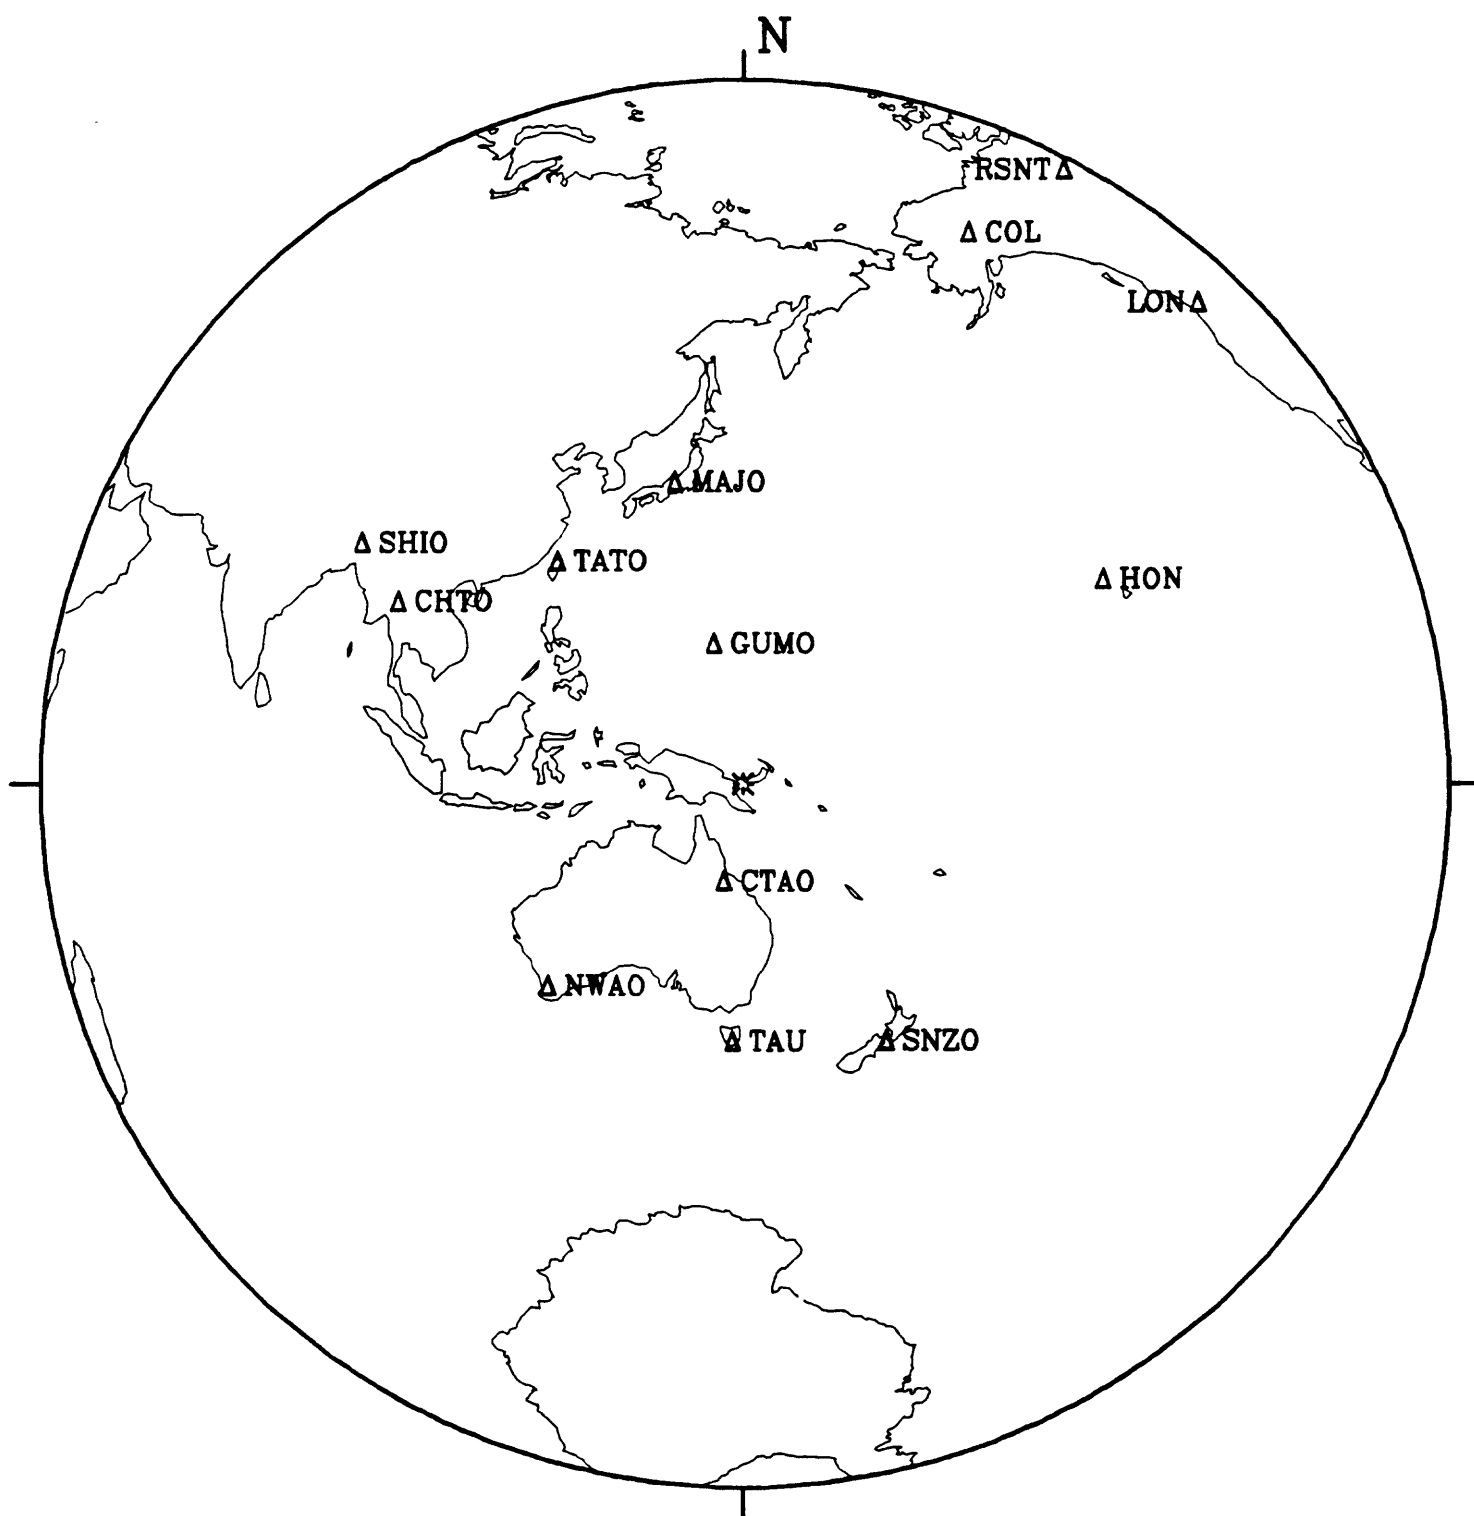 N
RSNT
COL
LON
MAJO
SHIO
TATO
HON
CHTO
GUMO
CTAO
NWAO
TAU
SNZO